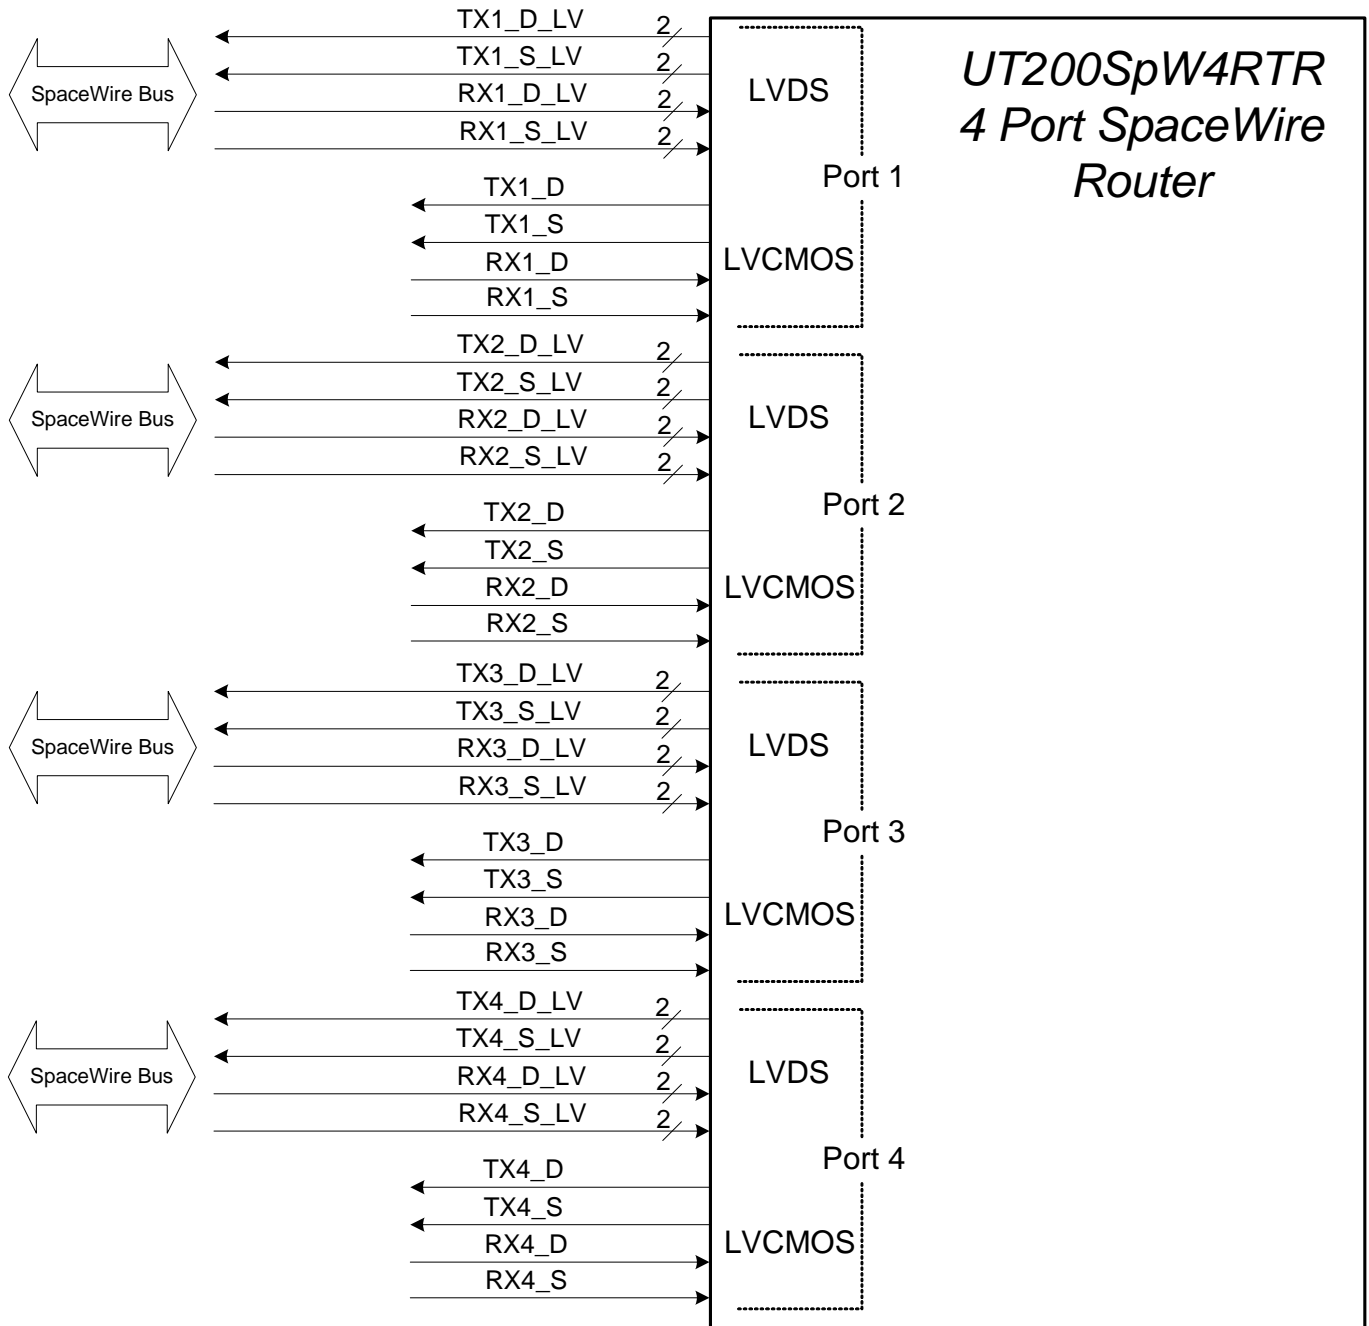 UT200SpW4RTR
4 Port SpaceWire
Router
SpaceWire Bus
TX1_D_LV 2
TX1_S_LV 2
RX1_D_LV 2
RX1_S_LV 2
LVDS
Port 1
TX1_D
TX1_S
RX1_D
RX1_S
LVCMOS
SpaceWire Bus
TX2_D_LV 2
TX2_S_LV 2
RX2_D_LV 2
RX2_S_LV 2
LVDS
Port 2
TX2_D
TX2_S
RX2_D
RX2_S
LVCMOS
SpaceWire Bus
TX3_D_LV 2
TX3_S_LV 2
RX3_D_LV 2
RX3_S_LV 2
LVDS
Port 3
TX3_D
TX3_S
RX3_D
RX3_S
LVCMOS
SpaceWire Bus
TX4_D_LV 2
TX4_S_LV 2
RX4_D_LV 2
RX4_S_LV 2
LVDS
Port 4
TX4_D
TX4_S
RX4_D
RX4_S
LVCMOS